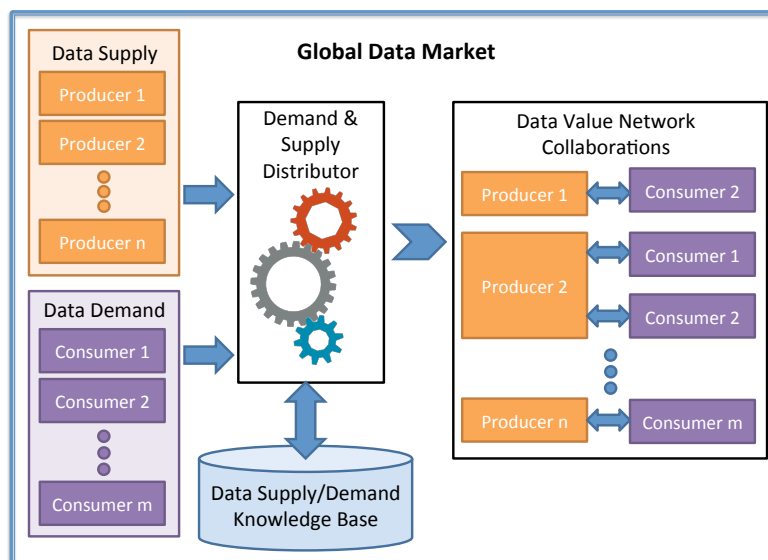 Global Data Market
Data Supply
Producer 1
Producer 2
Producer n
Data Demand
Consumer 1
Consumer 2
Consumer m
Demand &
Supply
Distributor
Data Supply/Demand
Knowledge Base
Data Value Network
Collaborations
Producer 1
Consumer 2
Producer 2
Consumer 1
Consumer 2
Producer n
Consumer m